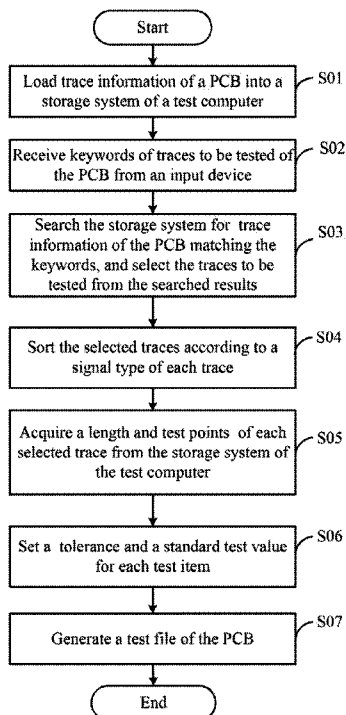 Start
Load trace information of a PCB into a
storage system of a test computer
S01
Receive keywords of traces to be tested of
the PCB from an input device
S02
Search the storage system for trace
information of the PCB matching the
keywords, and select the traces to be
tested from the searched results
S03
Sort the selected traces according to a
signal type of each trace
S04
Acquire a length and test points of each
selected trace from the storage system of
the test computer
S05
Set a tolerance and a standard test value
for each test item
S06
Generate a test file of the PCB
S07
End